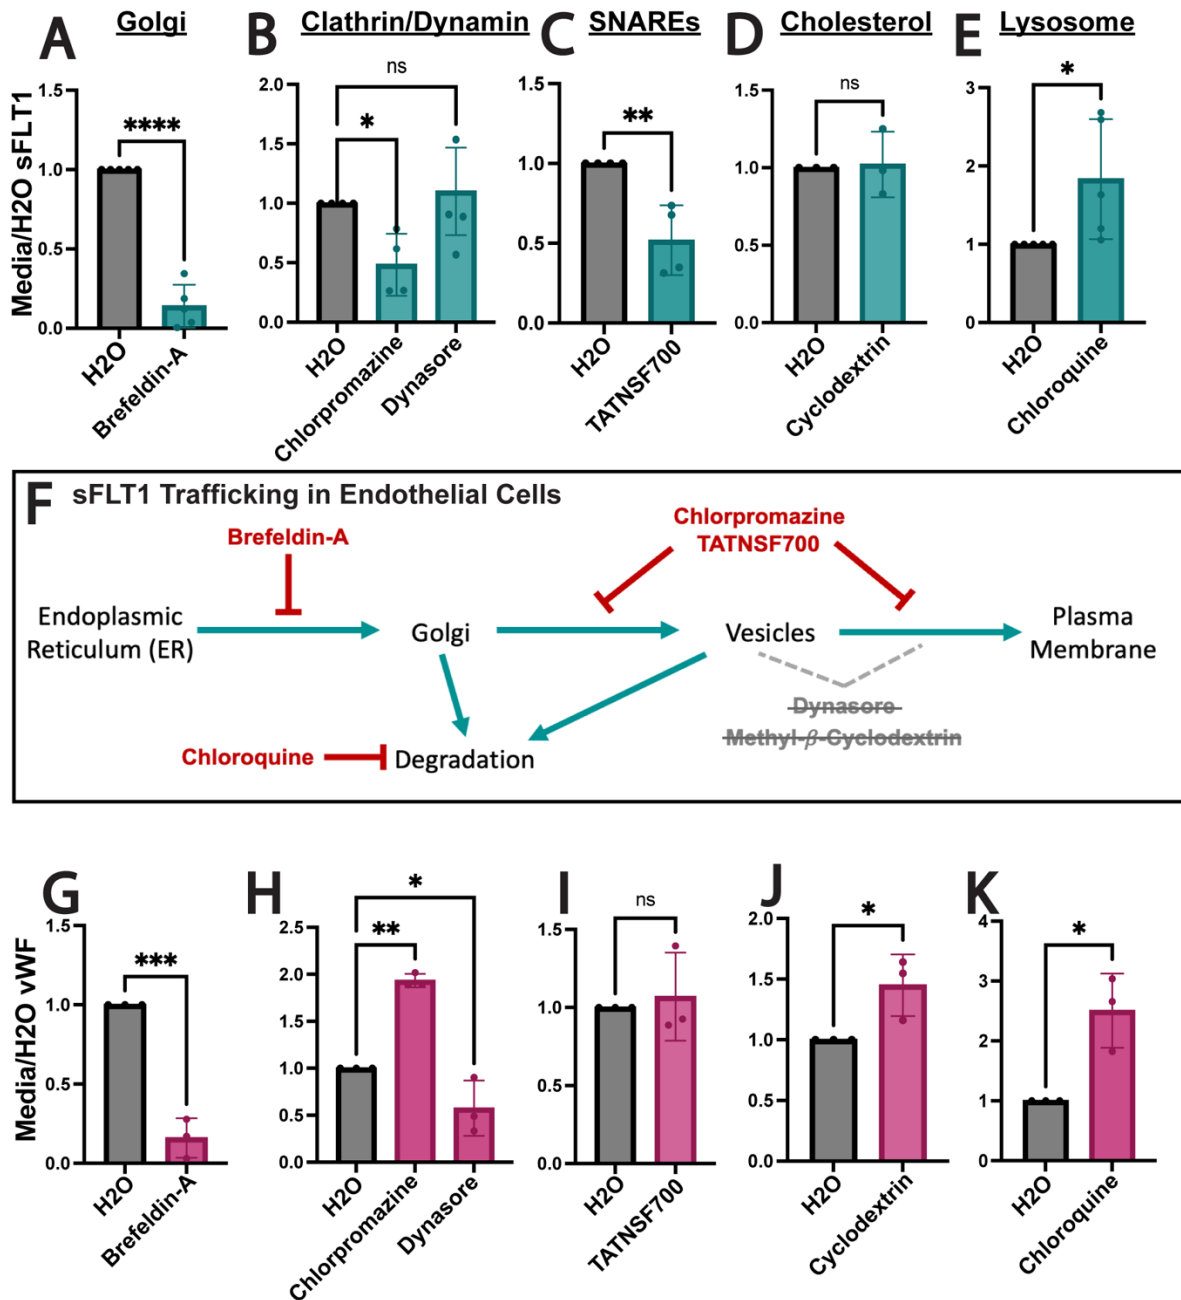 A Golgi
B Clathrin/Dynamin
C SNAREs
D Cholesterol
E Lysosome
Media/H2O sFLT1
1.5
1.0
0.5
0.0
****
H2O
Brefeldin-A
2.0
1.5
1.0
0.5
0.0
ns
*
H2O
Chlorpromazine
Dynasore
1.5
1.0
0.5
0.0
**
H2O
TATNSF700
1.5
1.0
0.5
0.0
ns
H2O
Cyclodextrin
3
2
1
0
*
H2O
Chloroquine
F sFLT1 Trafficking in Endothelial Cells
Brefeldin-A
Chlorpromazine
TATNSF700
Endoplasmic
Reticulum (ER)
Golgi
Vesicles
Plasma
Membrane
Dynasore
Methyl-β-Cyclodextrin
Chloroquine
Degradation
G
Media/H2O vWF
1.5
1.0
0.5
0.0
***
H2O
Brefeldin-A
H
2.5
2.0
1.5
1.0
0.5
0.0
*
**
H2O
Chlorpromazine
Dynasore
I
1.5
1.0
0.5
0.0
ns
H2O
TATNSF700
J
2.0
1.5
1.0
0.5
0.0
*
H2O
Cyclodextrin
K
4
3
2
1
0
*
H2O
Chloroquine